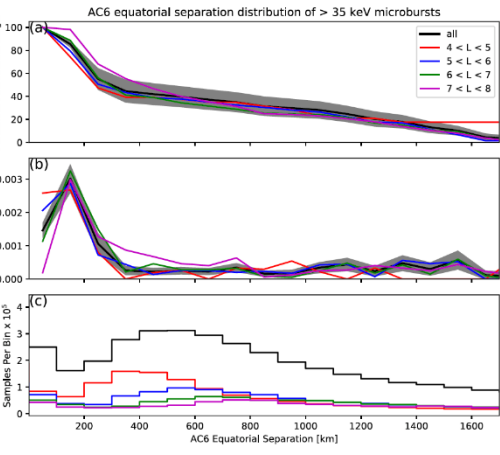 AC6 equatorial separation distribution of > 35 keV microbursts
(a)
100
80
60
40
20
0
all
4 < L < 5
5 < L < 6
6 < L < 7
7 < L < 8
(b)
0.003
0.002
0.001
0.000
(c)
Samples Per Bin x 10⁵
4
3
2
1
0
200 400 600 800 1000 1200 1400 1600
AC6 Equatorial Separation [km]